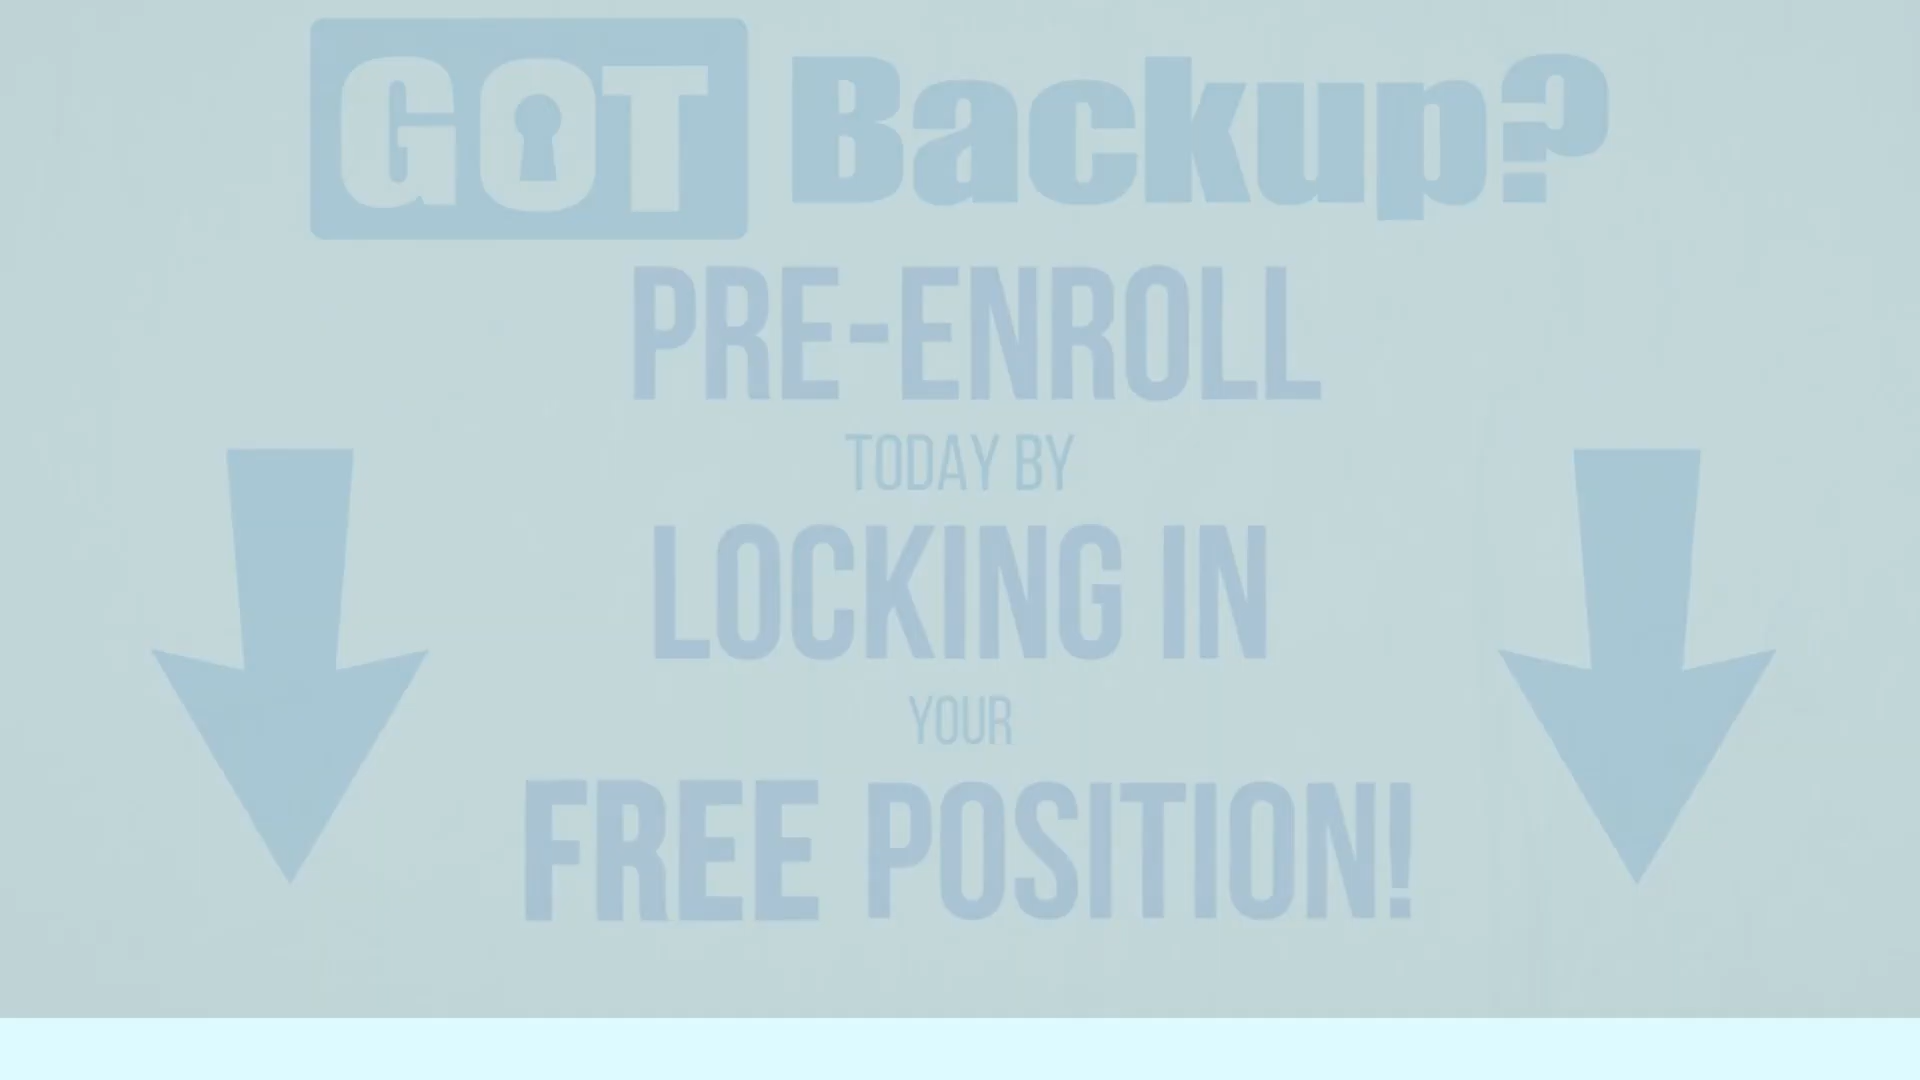 GOT Backup?
PRE-ENROLL
TODAY BY
LOCKING IN
YOUR
FREE POSITION!